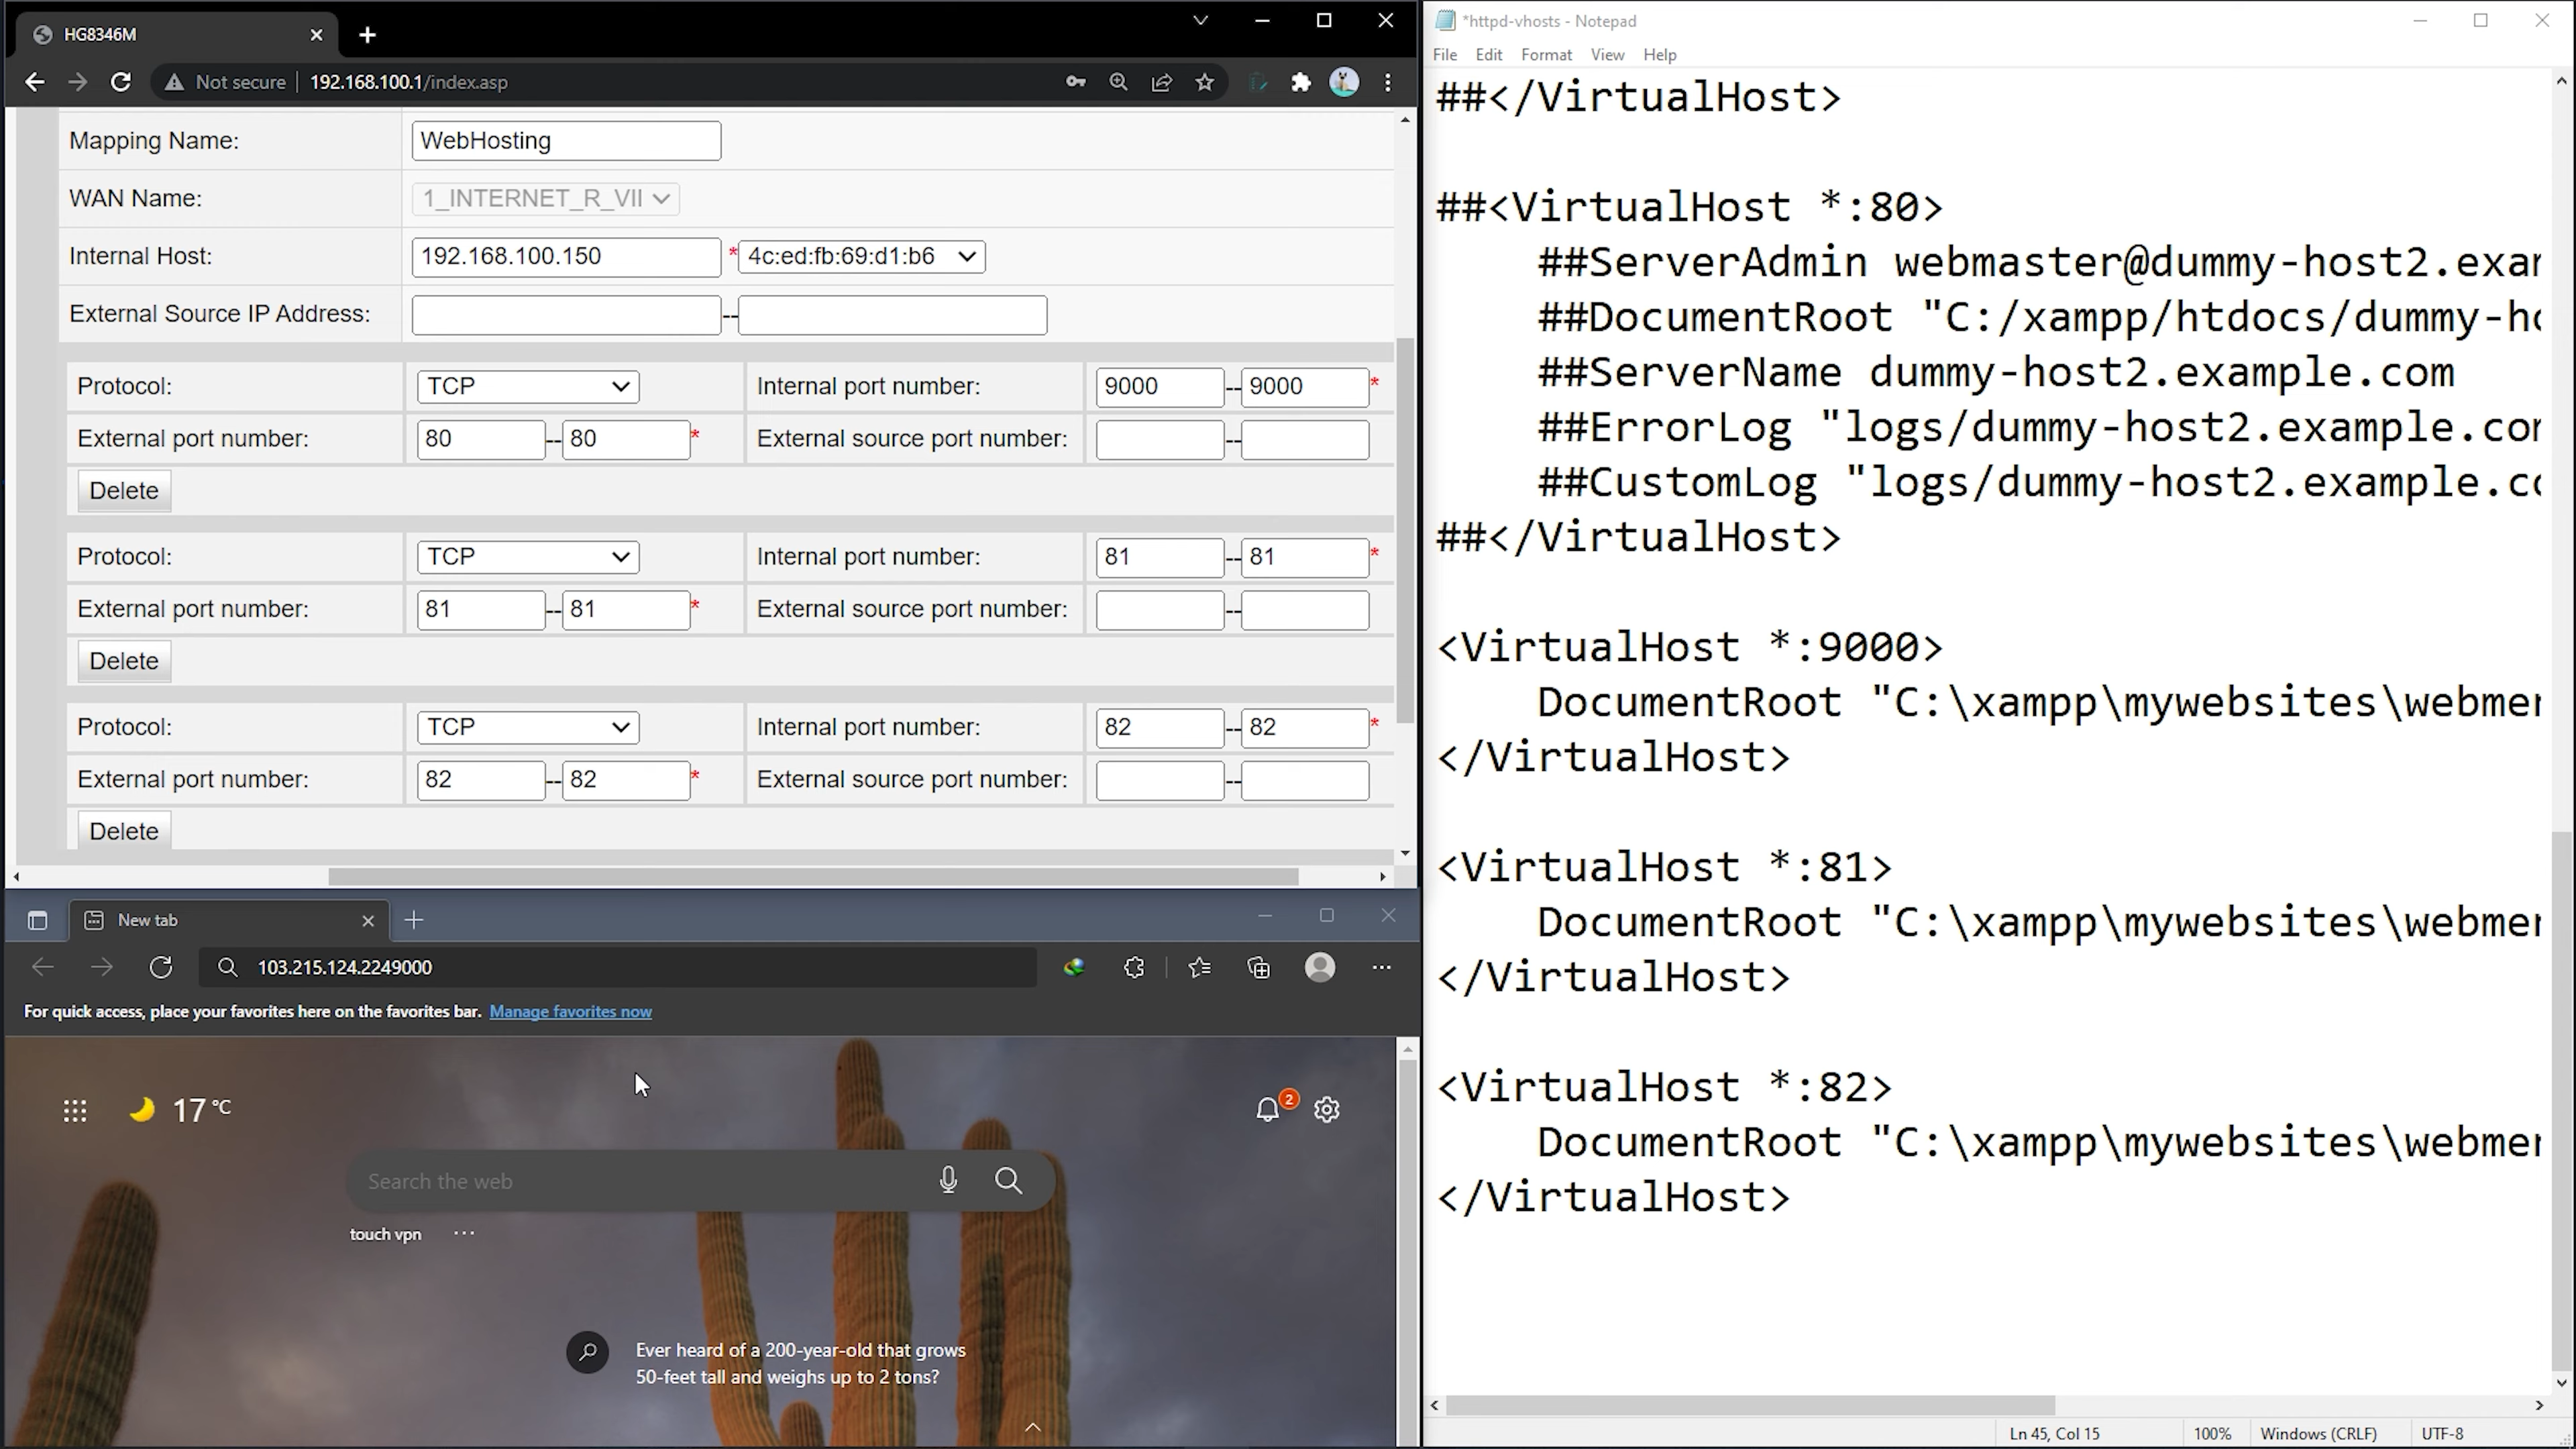 HG8346M
Not secure
192.168.100.1/index.asp
Mapping Name: WebHosting
WAN Name: 1_INTERNET_R_VII
Internal Host: 192.168.100.150 * 4c:ed:fb:69:d1:b6
External Source IP Address: --
Protocol: TCP Internal port number: 9000 -- 9000 *
External port number: 80 -- 80 * External source port number: --
Delete
Protocol: TCP Internal port number: 81 -- 81 *
External port number: 81 -- 81 * External source port number: --
Delete
Protocol: TCP Internal port number: 82 -- 82 *
External port number: 82 -- 82 * External source port number: --
Delete
New tab
103.215.124.2249000
For quick access, place your favorites here on the favorites bar. Manage favorites now
17 °C
2
Search the web
touch vpn ...
Ever heard of a 200-year-old that grows
50-feet tall and weighs up to 2 tons?
*httpd-vhosts - Notepad
File Edit Format View Help
##</VirtualHost>
##<VirtualHost *:80>
##ServerAdmin webmaster@dummy-host2.exam
##DocumentRoot "C:/xampp/htdocs/dummy-ho
##ServerName dummy-host2.example.com
##ErrorLog "logs/dummy-host2.example.com
##CustomLog "logs/dummy-host2.example.co
##</VirtualHost>
<VirtualHost *:9000>
DocumentRoot "C:\xampp\mywebsites\webmen
</VirtualHost>
<VirtualHost *:81>
DocumentRoot "C:\xampp\mywebsites\webmen
</VirtualHost>
<VirtualHost *:82>
DocumentRoot "C:\xampp\mywebsites\webmen
</VirtualHost>
Ln 45, Col 15 100% Windows (CRLF) UTF-8